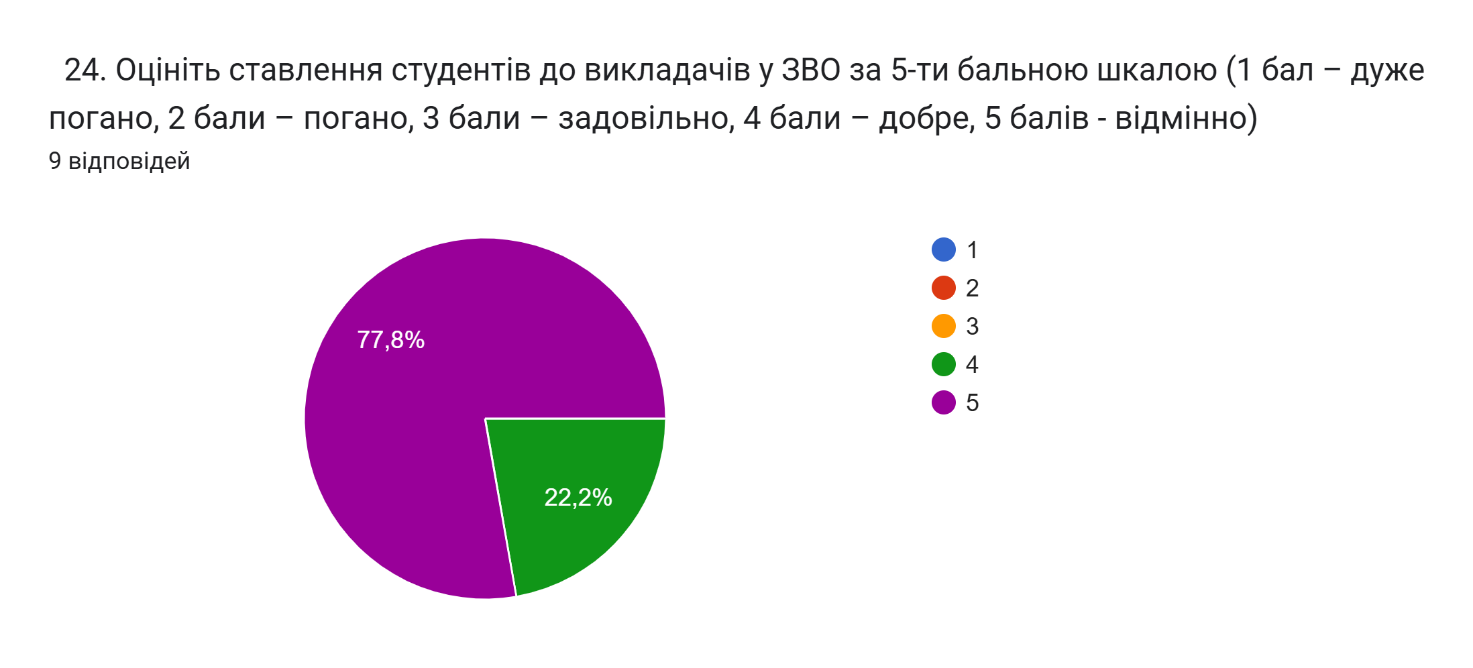 24. Оцініть ставлення студентів до викладачів у ЗВО за 5-ти бальною шкалою (1 бал – дуже
погано, 2 бали – погано, 3 бали – задовільно, 4 бали – добре, 5 балів - відмінно)
9 відповідей
77,8%
22,2%
1
2
3
4
5